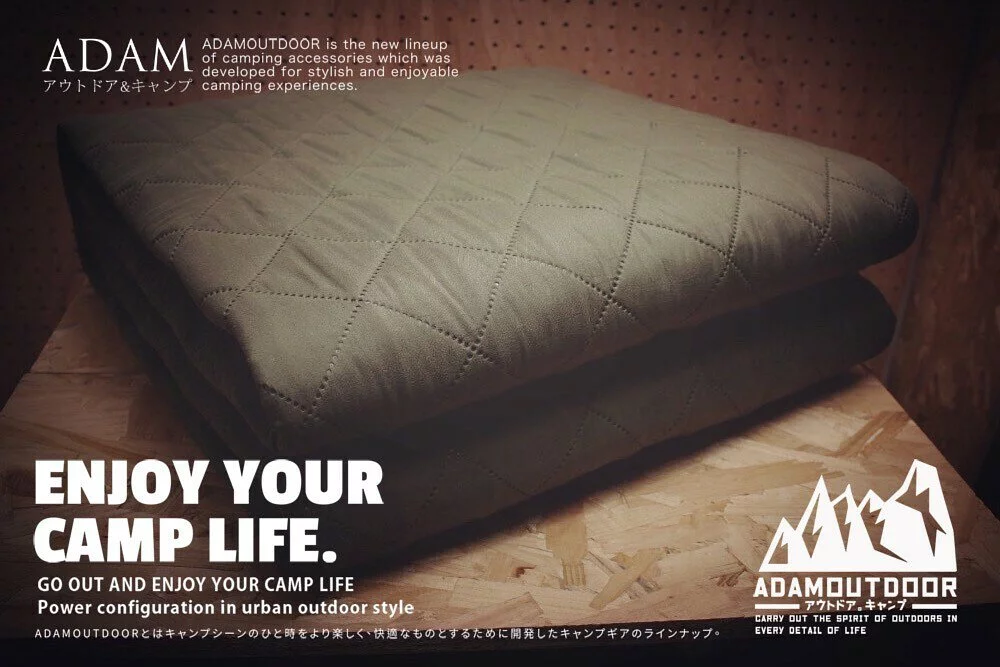 ADAM
アウトドア&キャンプ
ADAMOUTDOOR is the new lineup
of camping accessories which was
developed for stylish and enjoyable
camping experiences.
ENJOY YOUR
CAMP LIFE.
GO OUT AND ENJOY YOUR CAMP LIFE
Power configuration in urban outdoor style
ADAMOUTDOORとはキャンプシーンのひと時をより楽しく、快適なものとするために開発したキャンプギアのラインナップ。
ADAMOUTDOOR
アウトドア。キャンプ
CARRY OUT THE SPIRIT OF OUTDOORS IN
EVERY DETAIL OF LIFE